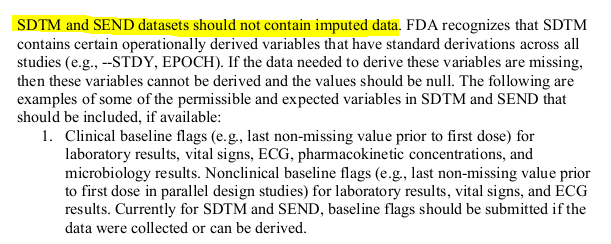 SDTM and SEND datasets should not contain imputed data. FDA recognizes that SDTM
contains certain operationally derived variables that have standard derivations across all
studies (e.g., --STDY, EPOCH). If the data needed to derive these variables are missing,
then these variables cannot be derived and the values should be null. The following are
examples of some of the permissible and expected variables in SDTM and SEND that
should be included, if available:
1. Clinical baseline flags (e.g., last non-missing value prior to first dose) for
laboratory results, vital signs, ECG, pharmacokinetic concentrations, and
microbiology results. Nonclinical baseline flags (e.g., last non-missing value prior
to first dose in parallel design studies) for laboratory results, vital signs, and ECG
results. Currently for SDTM and SEND, baseline flags should be submitted if the
data were collected or can be derived.